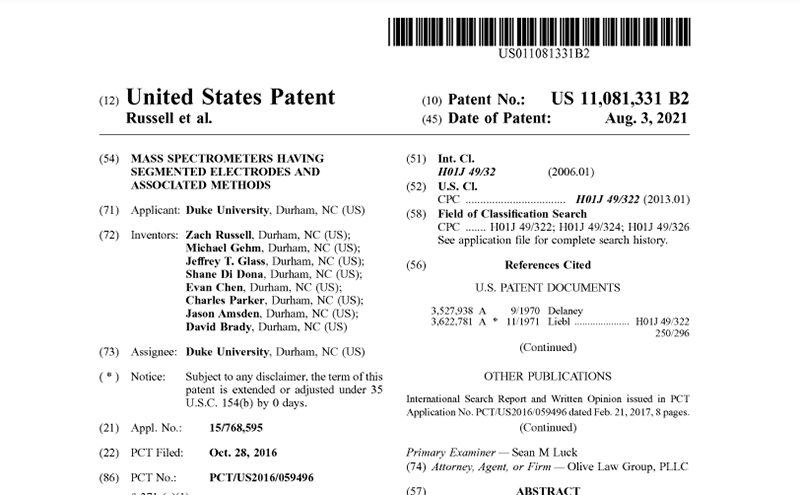 US011081331B2
(12) United States Patent
Russell et al.
(10) Patent No.: US 11,081,331 B2
(45) Date of Patent: Aug. 3, 2021
(54) MASS SPECTROMETERS HAVING
SEGMENTED ELECTRODES AND
ASSOCIATED METHODS
(71) Applicant: Duke University, Durham, NC (US)
(72) Inventors: Zach Russell, Durham, NC (US);
Michael Gehm, Durham, NC (US);
Jeffrey T. Glass, Durham, NC (US);
Shane Di Dona, Durham, NC (US);
Evan Chen, Durham, NC (US);
Charles Parker, Durham, NC (US);
Jason Amsden, Durham, NC (US);
David Brady, Durham, NC (US)
(73) Assignee: Duke University, Durham, NC (US)
( * ) Notice: Subject to any disclaimer, the term of this
patent is extended or adjusted under 35
U.S.C. 154(b) by 0 days.
(21) Appl. No.: 15/768,595
(22) PCT Filed: Oct. 28, 2016
(86) PCT No.: PCT/US2016/059496
(51) Int. Cl.
H01J 49/32 (2006.01)
(52) U.S. Cl.
CPC .................................. H01J 49/322 (2013.01)
(58) Field of Classification Search
CPC ....... H01J 49/322; H01J 49/324; H01J 49/326
See application file for complete search history.
(56) References Cited
U.S. PATENT DOCUMENTS
3,527,938 A 9/1970 Delaney
3,622,781 A * 11/1971 Liebl ..................... H01J 49/322
250/296
(Continued)
OTHER PUBLICATIONS
International Search Report and Written Opinion issued in PCT
Application No. PCT/US2016/059496 dated Feb. 21, 2017, 8 pages.
(Continued)
Primary Examiner — Sean M Luck
(74) Attorney, Agent, or Firm — Olive Law Group, PLLC
(57) ABSTRACT